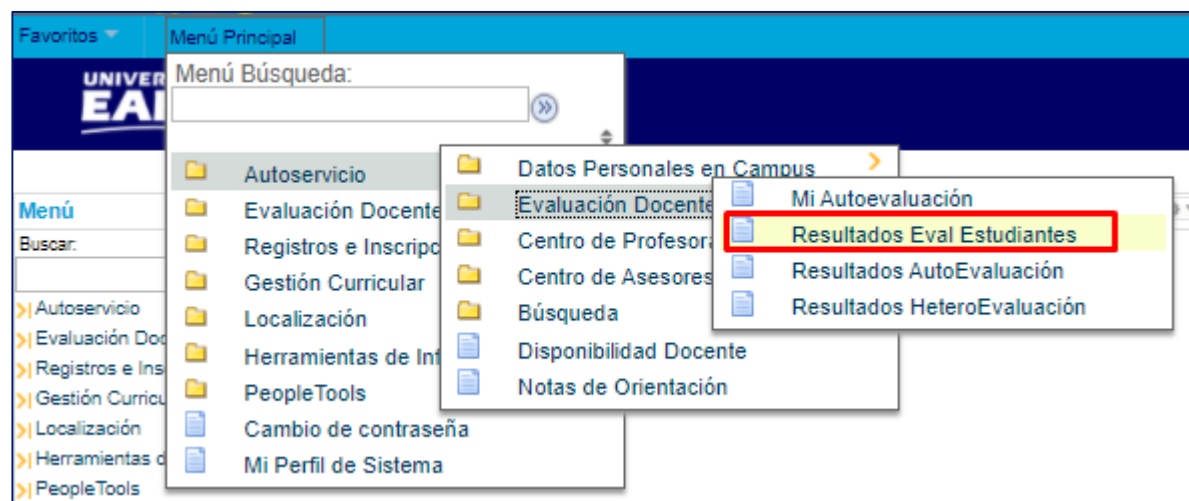 Favoritos
Menú Principal
UNIVER
EA
Menú Búsqueda:
Menú
Buscar:
Autoservicio
Evaluación Doc
Registros e Ins
Gestión Curricu
Localización
Herramientas d
PeopleTools
Autoservicio
Evaluación Docente
Registros e Inscripc
Gestión Curricular
Localización
Herramientas de Inf
PeopleTools
Cambio de contraseña
Mi Perfil de Sistema
Datos Personales en Campus
Evaluación Docente
Centro de Profesora
Centro de Asesores
Búsqueda
Disponibilidad Docente
Notas de Orientación
Mi Autoevaluación
Resultados Eval Estudiantes
Resultados AutoEvaluación
Resultados HeteroEvaluación